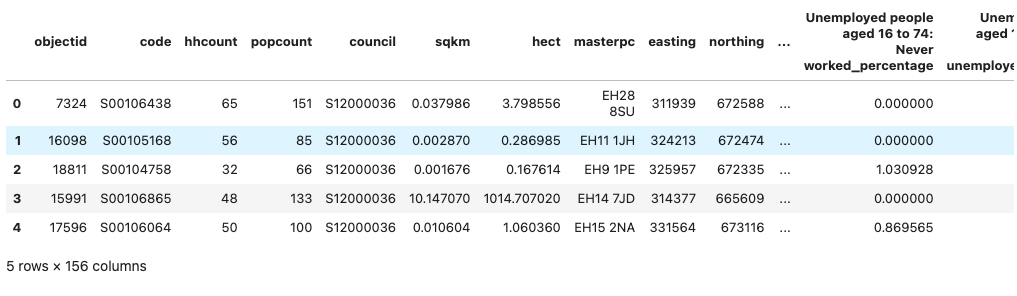 objectid code hhcount popcount council sqkm hect masterpc easting northing ... Unemployed people aged 16 to 74: Never worked_percentage Unem aged 1 unemploye
0 7324 S00106438 65 151 S12000036 0.037986 3.798556 EH28 8SU 311939 672588 ... 0.000000
1 16098 S00105168 56 85 S12000036 0.002870 0.286985 EH11 1JH 324213 672474 ... 0.000000
2 18811 S00104758 32 66 S12000036 0.001676 0.167614 EH9 1PE 325957 672335 ... 1.030928
3 15991 S00106865 48 133 S12000036 10.147070 1014.707020 EH14 7JD 314377 665609 ... 0.000000
4 17596 S00106064 50 100 S12000036 0.010604 1.060360 EH15 2NA 331564 673116 ... 0.869565
5 rows × 156 columns